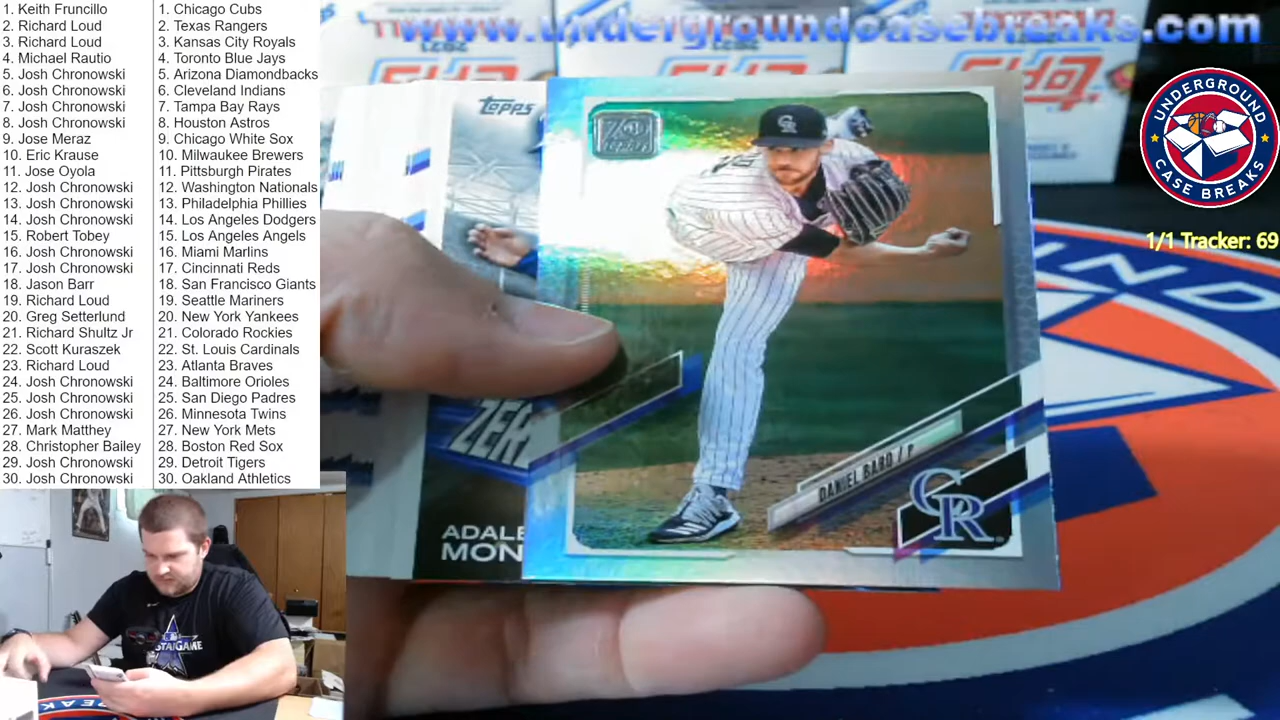 1. Keith Fruncillo
2. Richard Loud
3. Richard Loud
4. Michael Rautio
5. Josh Chronowski
6. Josh Chronowski
7. Josh Chronowski
8. Josh Chronowski
9. Jose Meraz
10. Eric Krause
11. Jose Oyola
12. Josh Chronowski
13. Josh Chronowski
14. Josh Chronowski
15. Robert Tobey
16. Josh Chronowski
17. Josh Chronowski
18. Jason Barr
19. Richard Loud
20. Greg Setterlund
21. Richard Shultz Jr
22. Scott Kuraszek
23. Richard Loud
24. Josh Chronowski
25. Josh Chronowski
26. Josh Chronowski
27. Mark Matthey
28. Christopher Bailey
29. Josh Chronowski
30. Josh Chronowski
1. Chicago Cubs
2. Texas Rangers
3. Kansas City Royals
4. Toronto Blue Jays
5. Arizona Diamondbacks
6. Cleveland Indians
7. Tampa Bay Rays
8. Houston Astros
9. Chicago White Sox
10. Milwaukee Brewers
11. Pittsburgh Pirates
12. Washington Nationals
13. Philadelphia Phillies
14. Los Angeles Dodgers
15. Los Angeles Angels
16. Miami Marlins
17. Cincinnati Reds
18. San Francisco Giants
19. Seattle Mariners
20. New York Yankees
21. Colorado Rockies
22. St. Louis Cardinals
23. Atlanta Braves
24. Baltimore Orioles
25. San Diego Padres
26. Minnesota Twins
27. New York Mets
28. Boston Red Sox
29. Detroit Tigers
30. Oakland Athletics
www.undergroundcasebreaks.com
2021
TOPPS
70
CR
DANIEL BARD / P
CR
ADALE
MON
UNDERGROUND
CASE BREAKS
1/1 Tracker: 69
IND